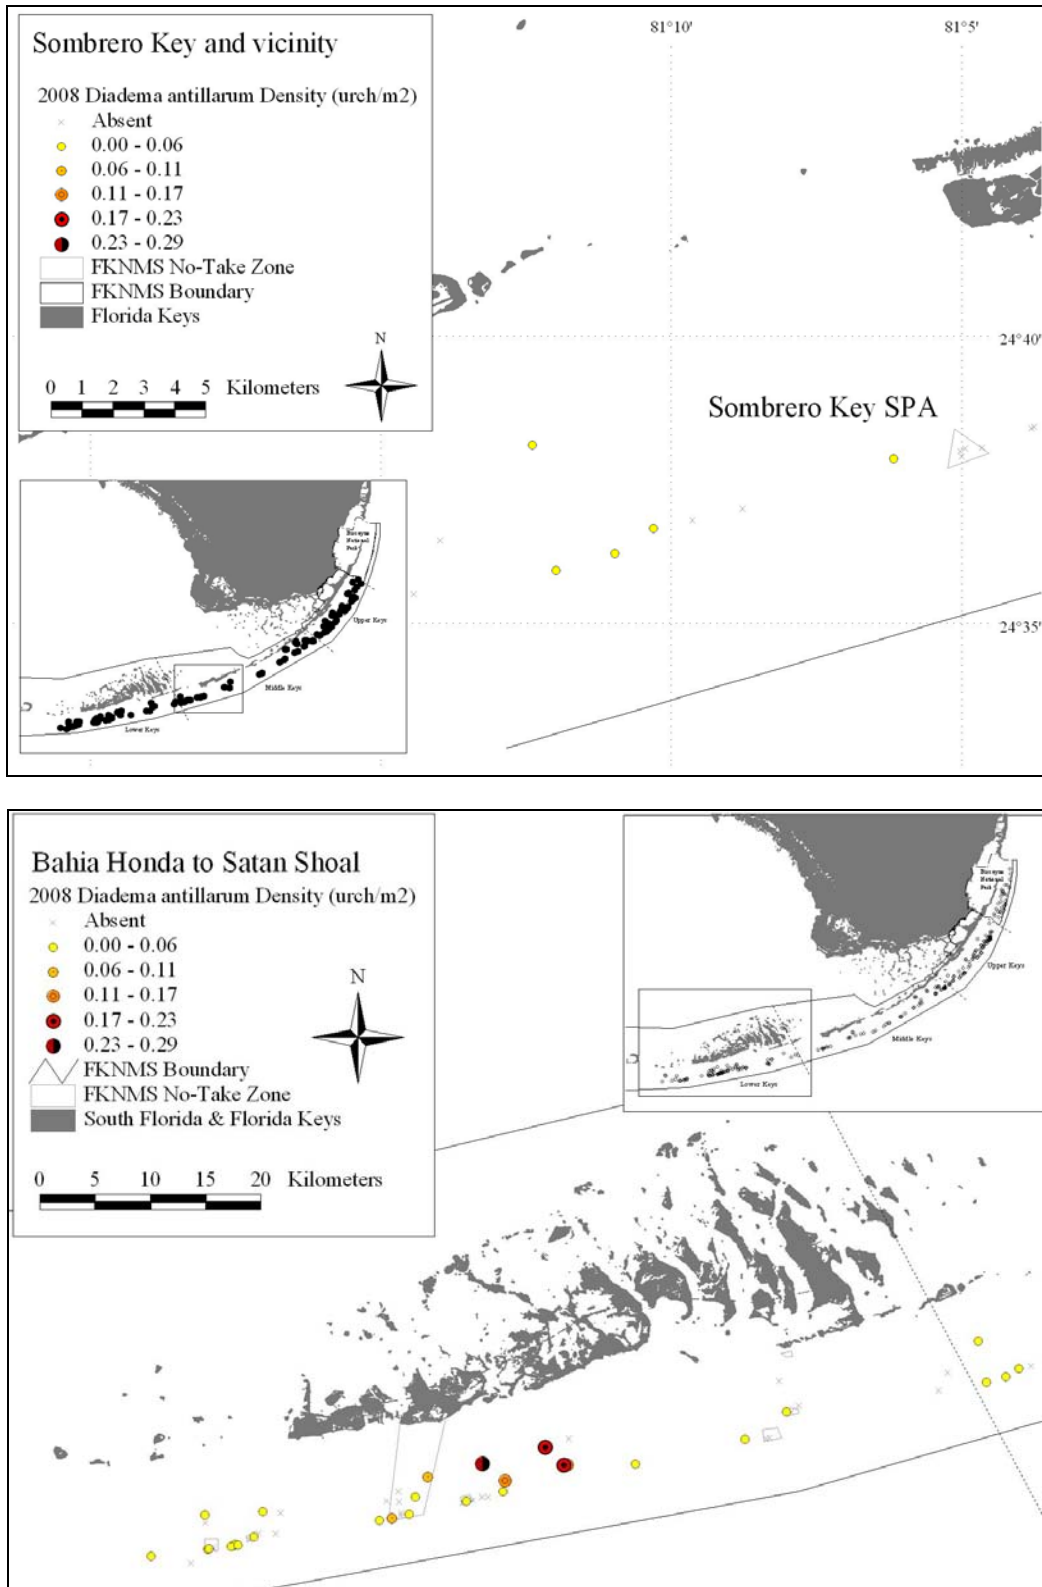 Sombrero Key and vicinity
2008 Diadema antillarum Density (urch/m2)
Absent
0.00 - 0.06
0.06 - 0.11
0.11 - 0.17
0.17 - 0.23
0.23 - 0.29
FKNMS No-Take Zone
FKNMS Boundary
Florida Keys
N
0 1 2 3 4 5 Kilometers
81°10'
81°5'
24°40'
Sombrero Key SPA
24°35'
Biscayne
National
Park
Upper Keys
Middle Keys
Lower Keys
Bahia Honda to Satan Shoal
2008 Diadema antillarum Density (urch/m2)
Absent
0.00 - 0.06
0.06 - 0.11
0.11 - 0.17
0.17 - 0.23
0.23 - 0.29
FKNMS Boundary
FKNMS No-Take Zone
South Florida & Florida Keys
N
0 5 10 15 20 Kilometers
Biscayne
National
Park
Upper Keys
Middle Keys
Lower Keys